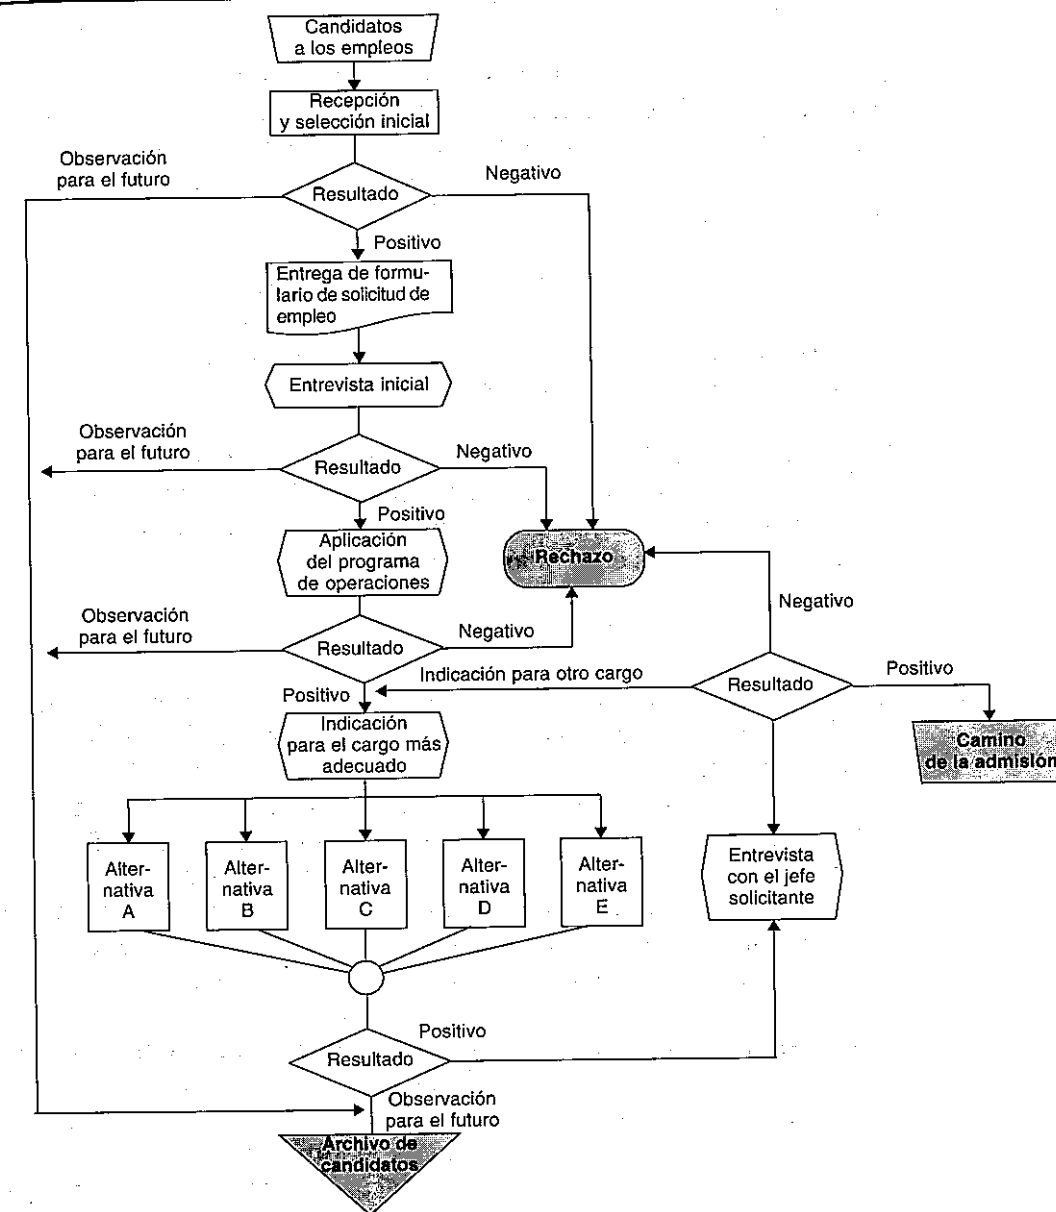 Candidatos
a los empleos
Recepción
y selección inicial
Observación
para el futuro
Resultado
Negativo
Positivo
Entrega de formu-
lario de solicitud de
empleo
Entrevista inicial
Observación
para el futuro
Resultado
Negativo
Positivo
Aplicación
del programa
de operaciones
Rechazo
Observación
para el futuro
Resultado
Negativo
Negativo
Indicación para otro cargo
Resultado
Positivo
Positivo
Indicación
para el cargo más
adecuado
Camino
de la admisión
Alter-
nativa
A
Alter-
nativa
B
Alter-
nativa
C
Alter-
nativa
D
Alter-
nativa
E
Entrevista
con el jefe
solicitante
Positivo
Resultado
Observación
para el futuro
Archivo de
candidatos